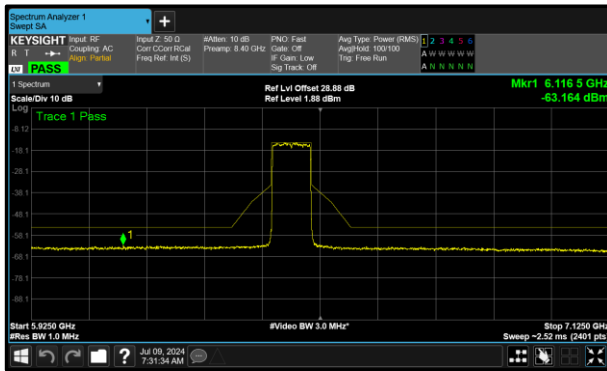 Spectrum Analyzer 1
Swept SA
KEYSIGHT Input: RF
R T Coupling: AC
Align: Partial
LXI PASS
Input Z: 50 Ω
Corr CCorr RCal
Freq Ref: Int (S)
#Atten: 10 dB
Preamp: 8.40 GHz
PNO: Fast
Gate: Off
IF Gain: Low
Sig Track: Off
Avg Type: Power (RMS)
Avg|Hold: 100/100
Trig: Free Run
1 2 3 4 5 6
A W W W W W
A N N N N N
1 Spectrum
Scale/Div 10 dB
Ref Lvl Offset 28.88 dB
Ref Level 1.88 dBm
Mkr1 6.116 5 GHz
-63.164 dBm
Log
Trace 1 Pass
-8.12
-18.1
-28.1
-38.1
-48.1
-58.1
-68.1
-78.1
-88.1
1
Start 5.9250 GHz
#Res BW 1.0 MHz
#Video BW 3.0 MHz*
Stop 7.1250 GHz
Sweep ~2.52 ms (2401 pts)
Jul 09, 2024
7:31:34 AM